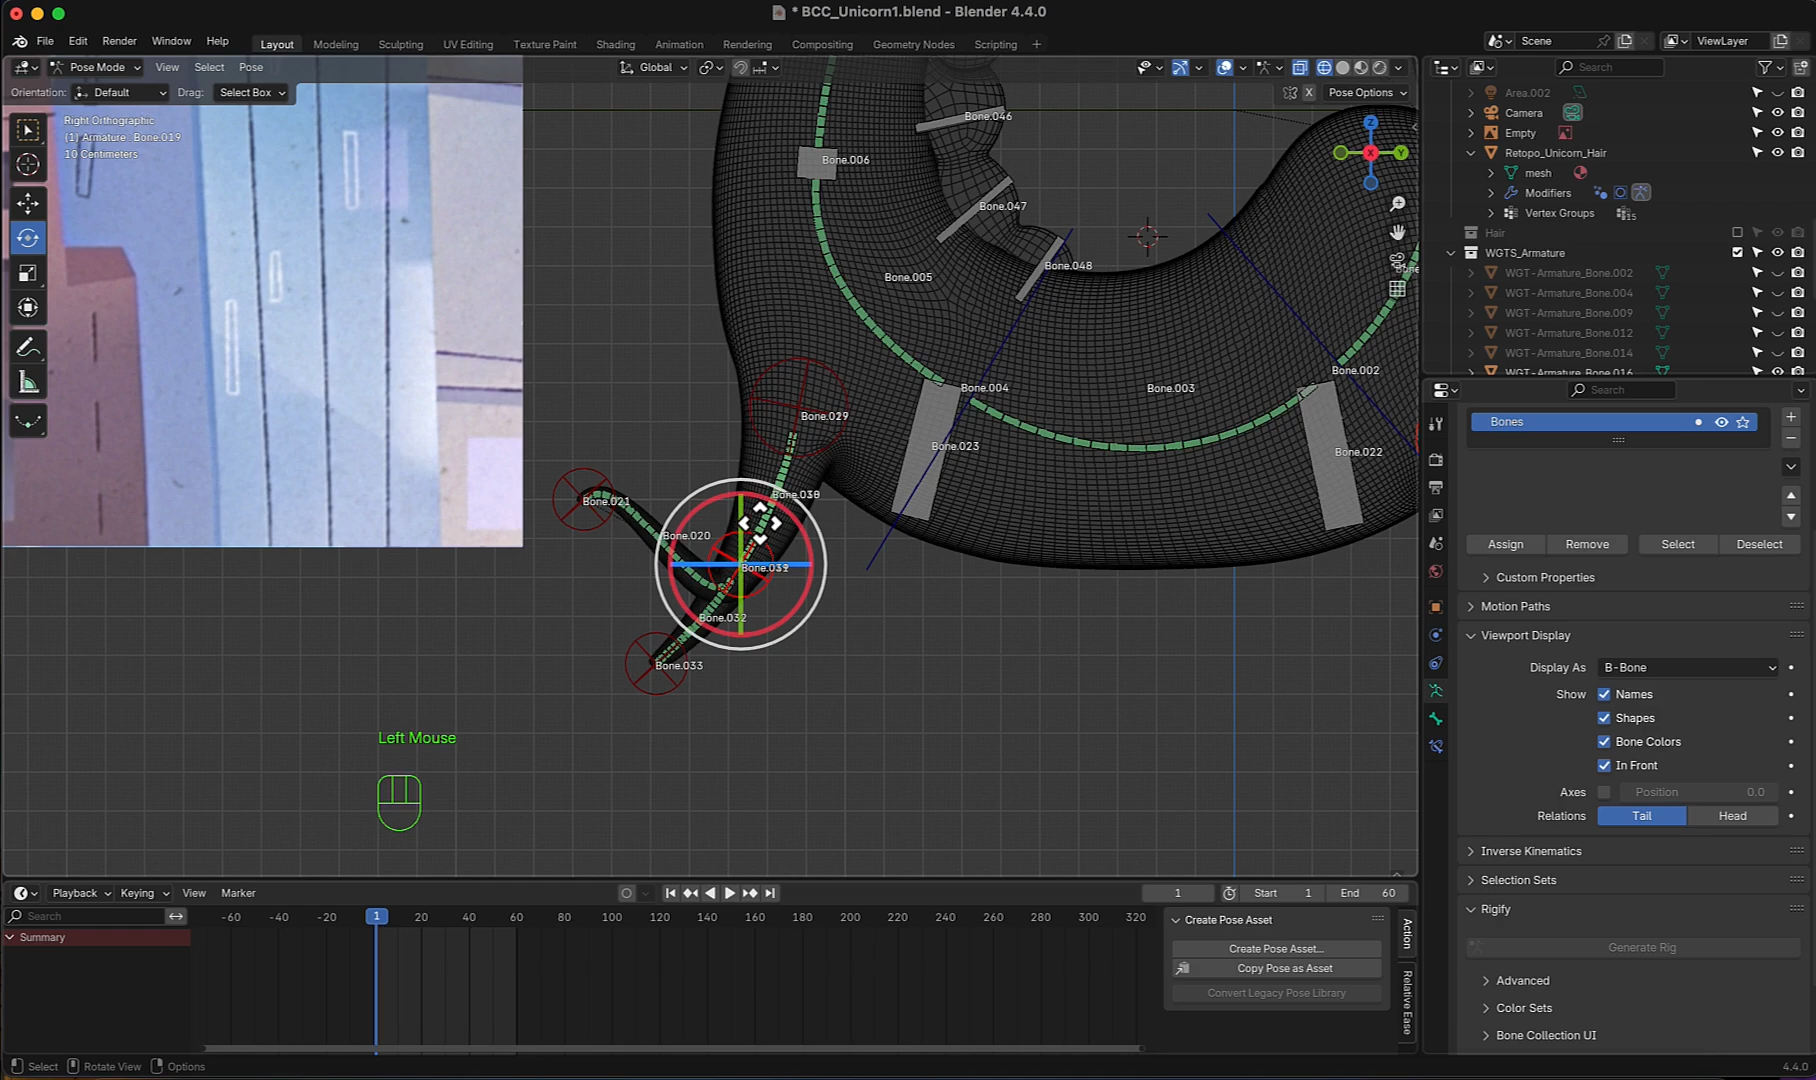 * BCC_Unicorn1.blend - Blender 4.4.0
File Edit Render Window Help
Layout Modeling Sculpting UV Editing Texture Paint Shading Animation Rendering Compositing Geometry Nodes Scripting +
Scene
ViewLayer
Pose Mode View Select Pose
Global
Search
Orientation: Default Drag: Select Box
X Pose Options
Right Orthographic
(1) Armature : Bone.019
10 Centimeters
Area.002
Camera
Empty
Retopo_Unicorn_Hair
mesh
Modifiers
Vertex Groups 15
Hair
WGTS_Armature
WGT-Armature_Bone.002
WGT-Armature_Bone.004
WGT-Armature_Bone.009
WGT-Armature_Bone.012
WGT-Armature_Bone.014
WGT-Armature_Bone.016
Z
X
Y
Bone.046
Bone.006
Bone.047
Bone.048
Bone.005
Bone.002
Bone.004
Bone.003
Bone.029
Bone.023
Bone.022
Bone.021
Bone.020
Bone.032
Bone.033
Left Mouse
Search
Bones
Assign Remove Select Deselect
Custom Properties
Motion Paths
Viewport Display
Display As B-Bone
Show Names
Shapes
Bone Colors
In Front
Axes Position 0.0
Relations Tail Head
Inverse Kinematics
Selection Sets
Rigify
Generate Rig
Advanced
Color Sets
Bone Collection UI
Playback Keying View Marker
1 Start 1 End 60
Search
-60 -40 -20 1 20 40 60 80 100 120 140 160 180 200 220 240 260 280 300 320
Summary
Create Pose Asset
Create Pose Asset...
Copy Pose as Asset
Convert Legacy Pose Library
Action
Relative Ease
Select Rotate View Options
4.4.0